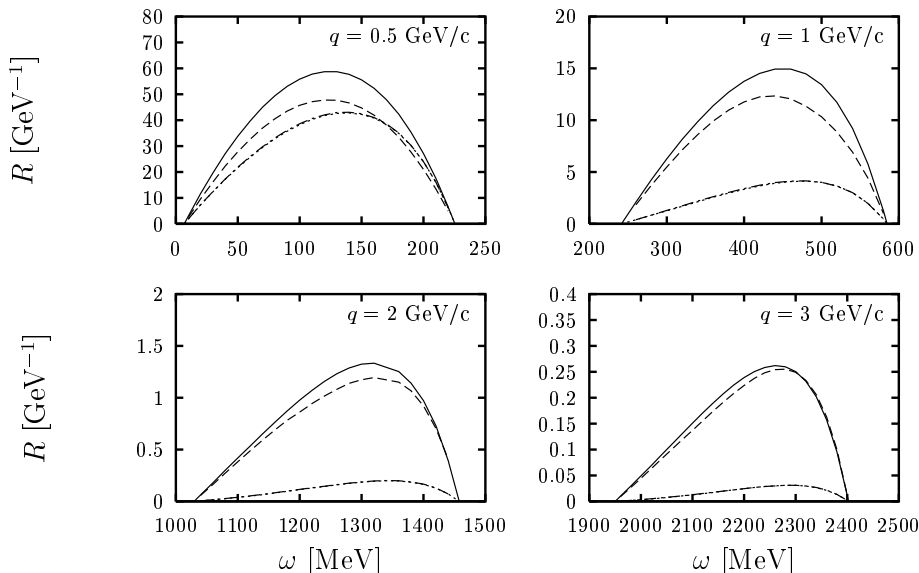 R [GeV⁻¹]
80
70
60
50
40
30
20
10
0
q = 0.5 GeV/c
0 50 100 150 200 250
20
15
10
5
0
q = 1 GeV/c
200 300 400 500 600
R [GeV⁻¹]
2
1.5
1
0.5
0
q = 2 GeV/c
1000 1100 1200 1300 1400 1500
ω [MeV]
0.4
0.35
0.3
0.25
0.2
0.15
0.1
0.05
0
q = 3 GeV/c
1900 2000 2100 2200 2300 2400 2500
ω [MeV]